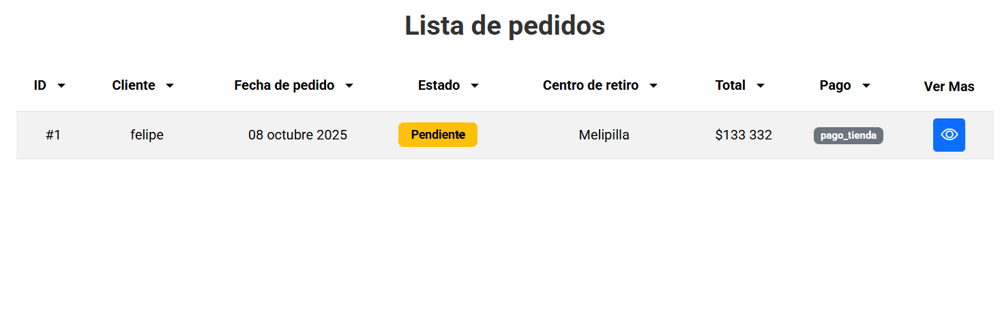 Lista de pedidos
ID Cliente Fecha de pedido Estado Centro de retiro Total Pago Ver Mas
#1 felipe 08 octubre 2025 Pendiente Melipilla $133 332 pago_tienda